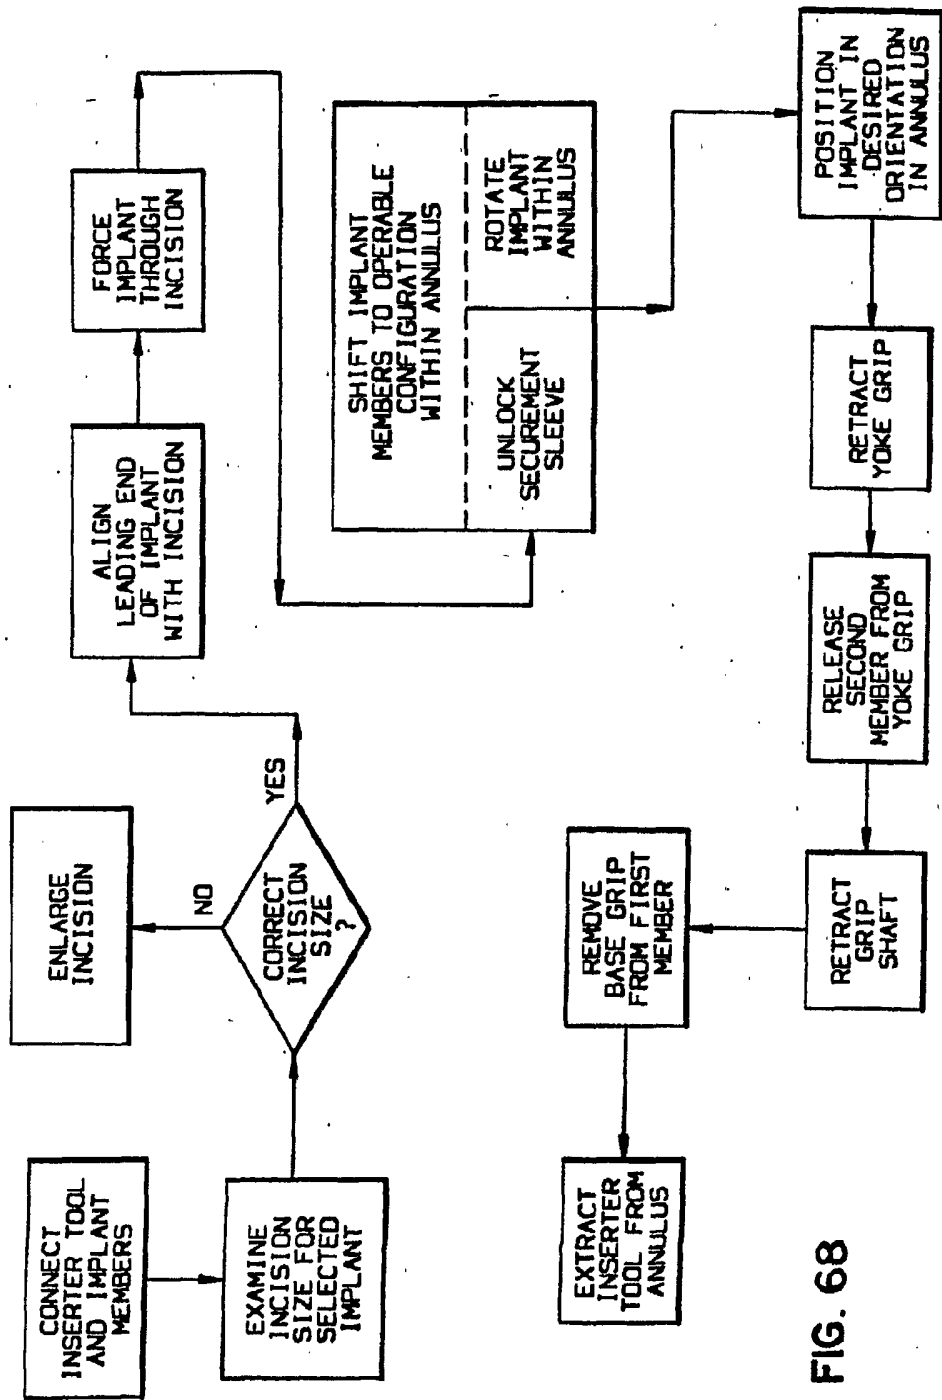 CONNECT
INSERTER TOOL
AND IMPLANT
MEMBERS
EXAMINE
INCISION
SIZE FOR
SELECTED
IMPLANT
CORRECT
INCISION
SIZE
?
NO
ENLARGE
INCISION
YES
ALIGN
LEADING END
OF IMPLANT
WITH INCISION
FORCE
IMPLANT
THROUGH
INCISION
SHIFT IMPLANT
MEMBERS TO OPERABLE
CONFIGURATION
WITHIN ANNULUS
UNLOCK
SECUREMENT
SLEEVE
ROTATE
IMPLANT
WITHIN
ANNULUS
POSITION
IMPLANT IN
DESIRED
ORIENTATION
IN ANNULUS
RETRACT
YOKE GRIP
RELEASE
SECOND
MEMBER FROM
YOKE GRIP
RETRACT
GRIP
SHAFT
REMOVE
BASE GRIP
FROM FIRST
MEMBER
EXTRACT
INSERTER
TOOL FROM
ANNULUS
FIG. 68